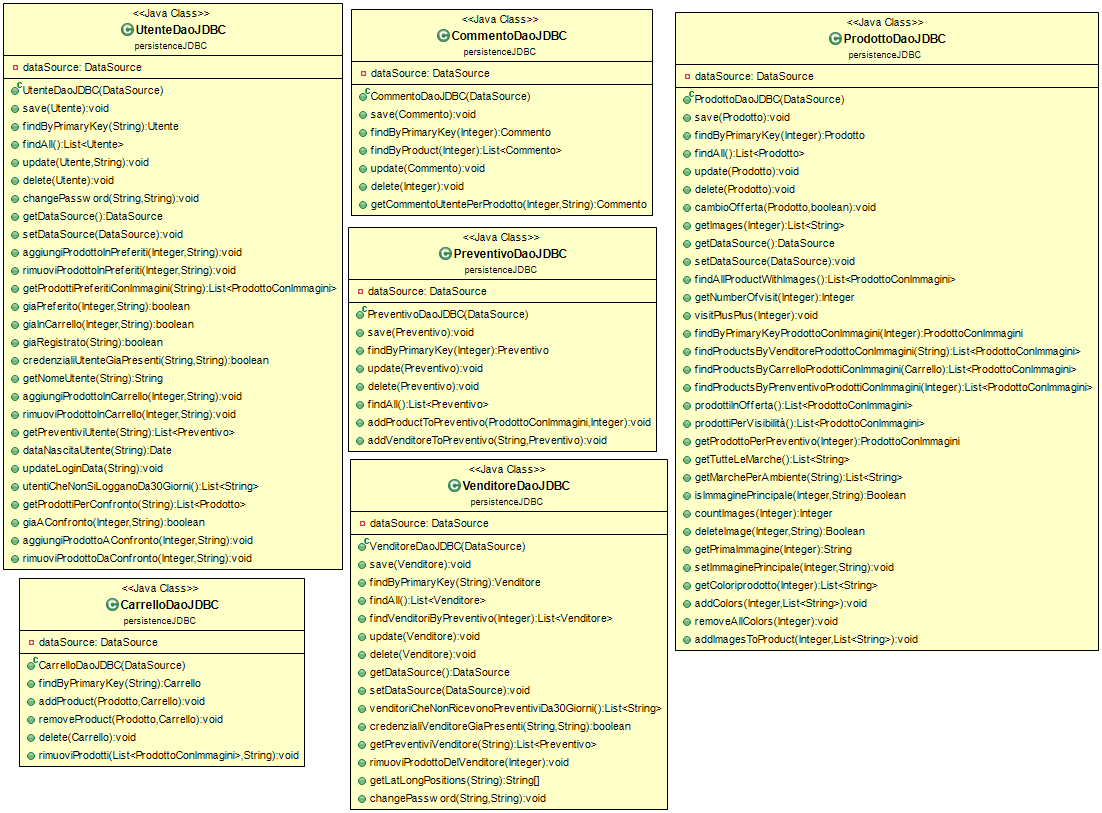 <<Java Class>>
UtenteDaoJDBC
persistenceJDBC
dataSource: DataSource
UtenteDaoJDBC(DataSource)
save(Utente):void
findByPrimaryKey(String):Utente
findAll():List<Utente>
update(Utente,String):void
delete(Utente):void
changePassword(String,String):void
getDataSource():DataSource
setDataSource(DataSource):void
aggiungiProdottoInPreferiti(Integer,String):void
rimuoviProdottoInPreferiti(Integer,String):void
getProdottiPreferitiConImmagini(String):List<ProdottoConImmagini>
giaPreferito(Integer,String):boolean
giaInCarrello(Integer,String):boolean
giaRegistrato(String):boolean
credenzialiUtenteGiaPresenti(String,String):boolean
getNomeUtente(String):String
aggiungiProdottoInCarrello(Integer,String):void
rimuoviProdottoInCarrello(Integer,String):void
getPreventiviUtente(String):List<Preventivo>
dataNascitaUtente(String):Date
updateLoginData(String):void
utentiCheNonSiLogganoDa30Giorni():List<String>
getProdottiPerConfronto(String):List<Prodotto>
giaAConfronto(Integer,String):boolean
aggiungiProdottoAConfronto(Integer,String):void
rimuoviProdottoDaConfronto(Integer,String):void
<<Java Class>>
CarrelloDaoJDBC
persistenceJDBC
dataSource: DataSource
CarrelloDaoJDBC(DataSource)
findByPrimaryKey(String):Carrello
addProduct(Prodotto,Carrello):void
removeProduct(Prodotto,Carrello):void
delete(Carrello):void
rimuoviProdotti(List<ProdottoConImmagini>,String):void
<<Java Class>>
CommentoDaoJDBC
persistenceJDBC
dataSource: DataSource
CommentoDaoJDBC(DataSource)
save(Commento):void
findByPrimaryKey(Integer):Commento
findByProduct(Integer):List<Commento>
update(Commento):void
delete(Integer):void
getCommentoUtentePerProdotto(Integer,String):Commento
<<Java Class>>
PreventivoDaoJDBC
persistenceJDBC
dataSource: DataSource
PreventivoDaoJDBC(DataSource)
save(Preventivo):void
findByPrimaryKey(Integer):Preventivo
update(Preventivo):void
delete(Preventivo):void
findAll():List<Preventivo>
addProductToPreventivo(ProdottoConImmagini,Integer):void
addVenditoreToPreventivo(String,Preventivo):void
<<Java Class>>
VenditoreDaoJDBC
persistenceJDBC
dataSource: DataSource
VenditoreDaoJDBC(DataSource)
save(Venditore):void
findByPrimaryKey(String):Venditore
findAll():List<Venditore>
findVenditoriByPreventivo(Integer):List<Venditore>
update(Venditore):void
delete(Venditore):void
getDataSource():DataSource
setDataSource(DataSource):void
venditoriCheNonRicevonoPreventiviDa30Giorni():List<String>
credenzialiVenditoreGiaPresenti(String,String):boolean
getPreventiviVenditore(String):List<Preventivo>
rimuoviProdottoDelVenditore(Integer):void
getLatLongPositions(String):String[]
changePassword(String,String):void
<<Java Class>>
ProdottoDaoJDBC
persistenceJDBC
dataSource: DataSource
ProdottoDaoJDBC(DataSource)
save(Prodotto):void
findByPrimaryKey(Integer):Prodotto
findAll():List<Prodotto>
update(Prodotto):void
delete(Prodotto):void
cambioOfferta(Prodotto,boolean):void
getImages(Integer):List<String>
getDataSource():DataSource
setDataSource(DataSource):void
findAllProductWithImages():List<ProdottoConImmagini>
getNumberOfvisit(Integer):Integer
visitPlusPlus(Integer):void
findByPrimaryKeyProdottoConImmagini(Integer):ProdottoConImmagini
findProductsByVenditoreProdottoConImmagini(String):List<ProdottoConImmagini>
findProductsByCarrelloProdottiConImmagini(Carrello):List<ProdottoConImmagini>
findProductsByPrenventivoProdottiConImmagini(Integer):List<ProdottoConImmagini>
prodottiInOfferta():List<ProdottoConImmagini>
prodottiPerVisibilità():List<ProdottoConImmagini>
getProdottoPerPreventivo(Integer):ProdottoConImmagini
getTutteLeMarche():List<String>
getMarchePerAmbiente(String):List<String>
isImmaginePrincipale(Integer,String):Boolean
countImages(Integer):Integer
deleteImage(Integer,String):Boolean
getPrimaImmagine(Integer):String
setImmaginePrincipale(Integer,String):void
getColoriprodotto(Integer):List<String>
addColors(Integer,List<String>):void
removeAllColors(Integer):void
addImagesToProduct(Integer,List<String>):void